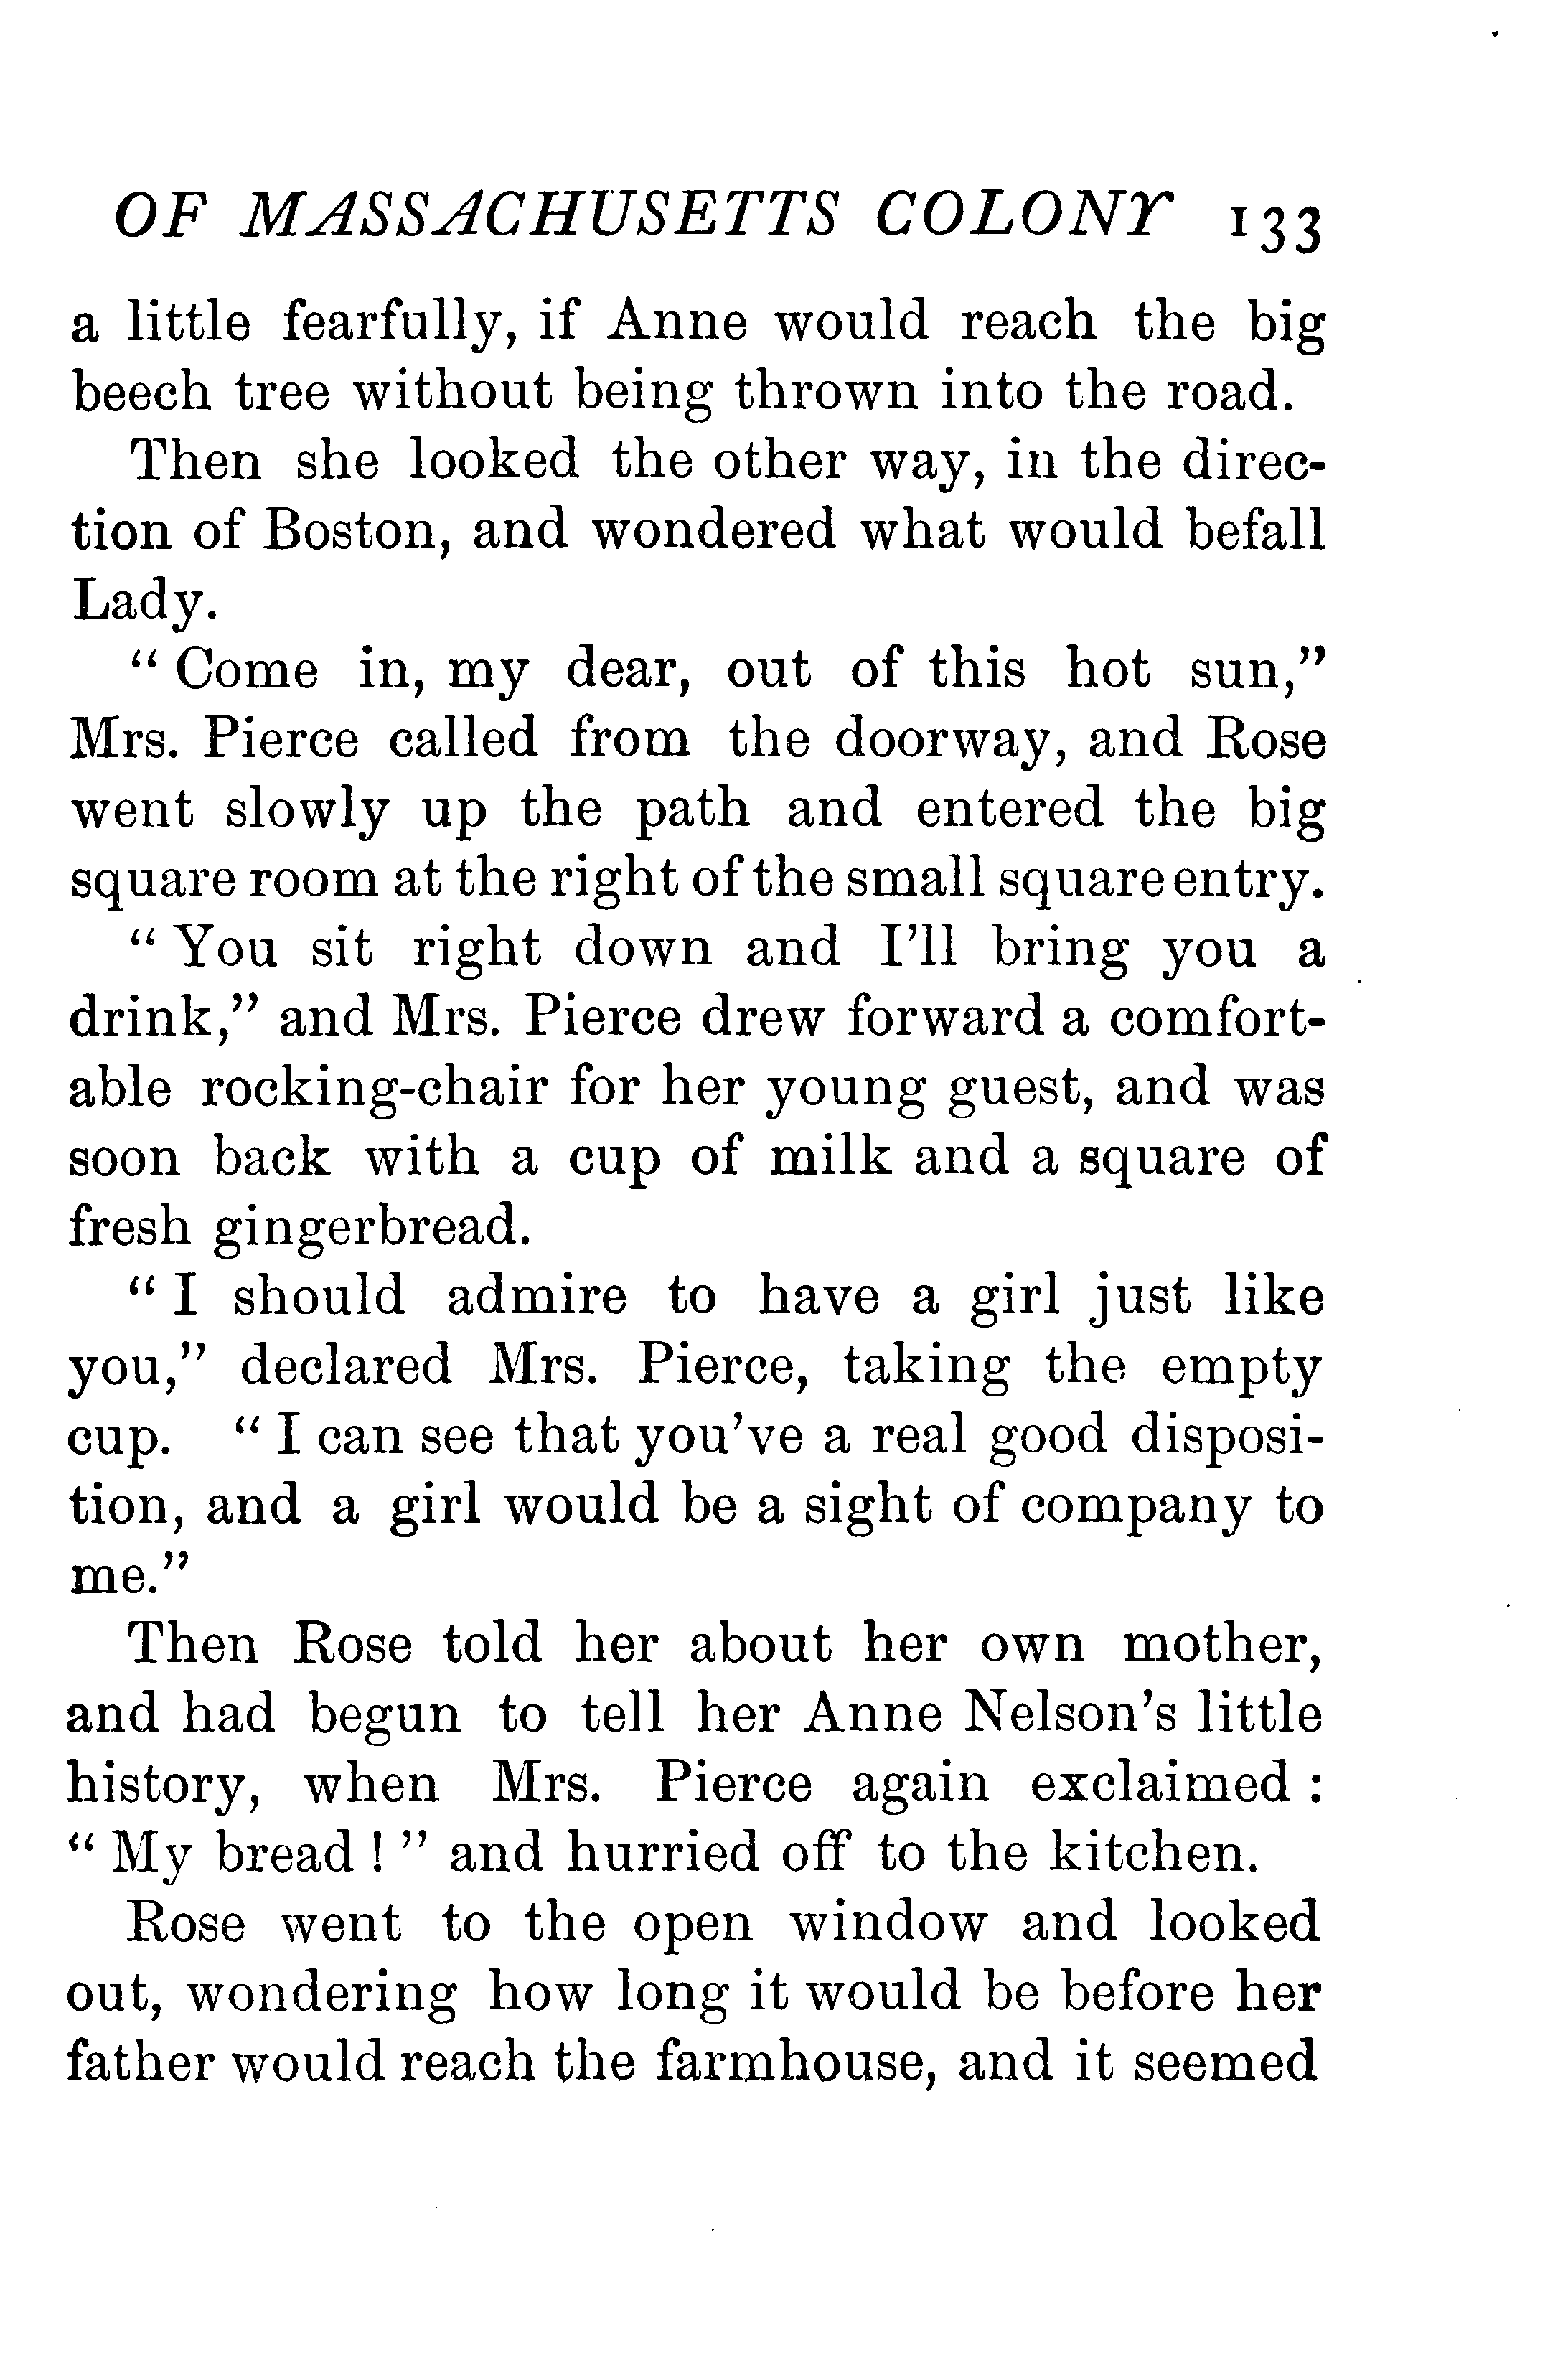 OF MASSACHUSETTS COLONY 133
a little fearfully, if Anne would reach the big
beech tree without being thrown into the road.
Then she looked the other way, in the direc-
tion of Boston, and wondered what would befall
Lady.
“Come in, my dear, out of this hot sun,”
Mrs. Pierce called from the doorway, and Rose
went slowly up the path and entered the big
square room at the right of the small square entry.
“You sit right down and I’ll bring you a
drink,” and Mrs. Pierce drew forward a comfort-
able rocking-chair for her young guest, and was
soon back with a cup of milk and a square of
fresh gingerbread.
“I should admire to have a girl just like
you,” declared Mrs. Pierce, taking the empty
cup. “I can see that you’ve a real good disposi-
tion, and a girl would be a sight of company to
me.”
Then Rose told her about her own mother,
and had begun to tell her Anne Nelson’s little
history, when Mrs. Pierce again exclaimed :
“My bread ! ” and hurried off to the kitchen.
Rose went to the open window and looked
out, wondering how long it would be before her
father would reach the farmhouse, and it seemed